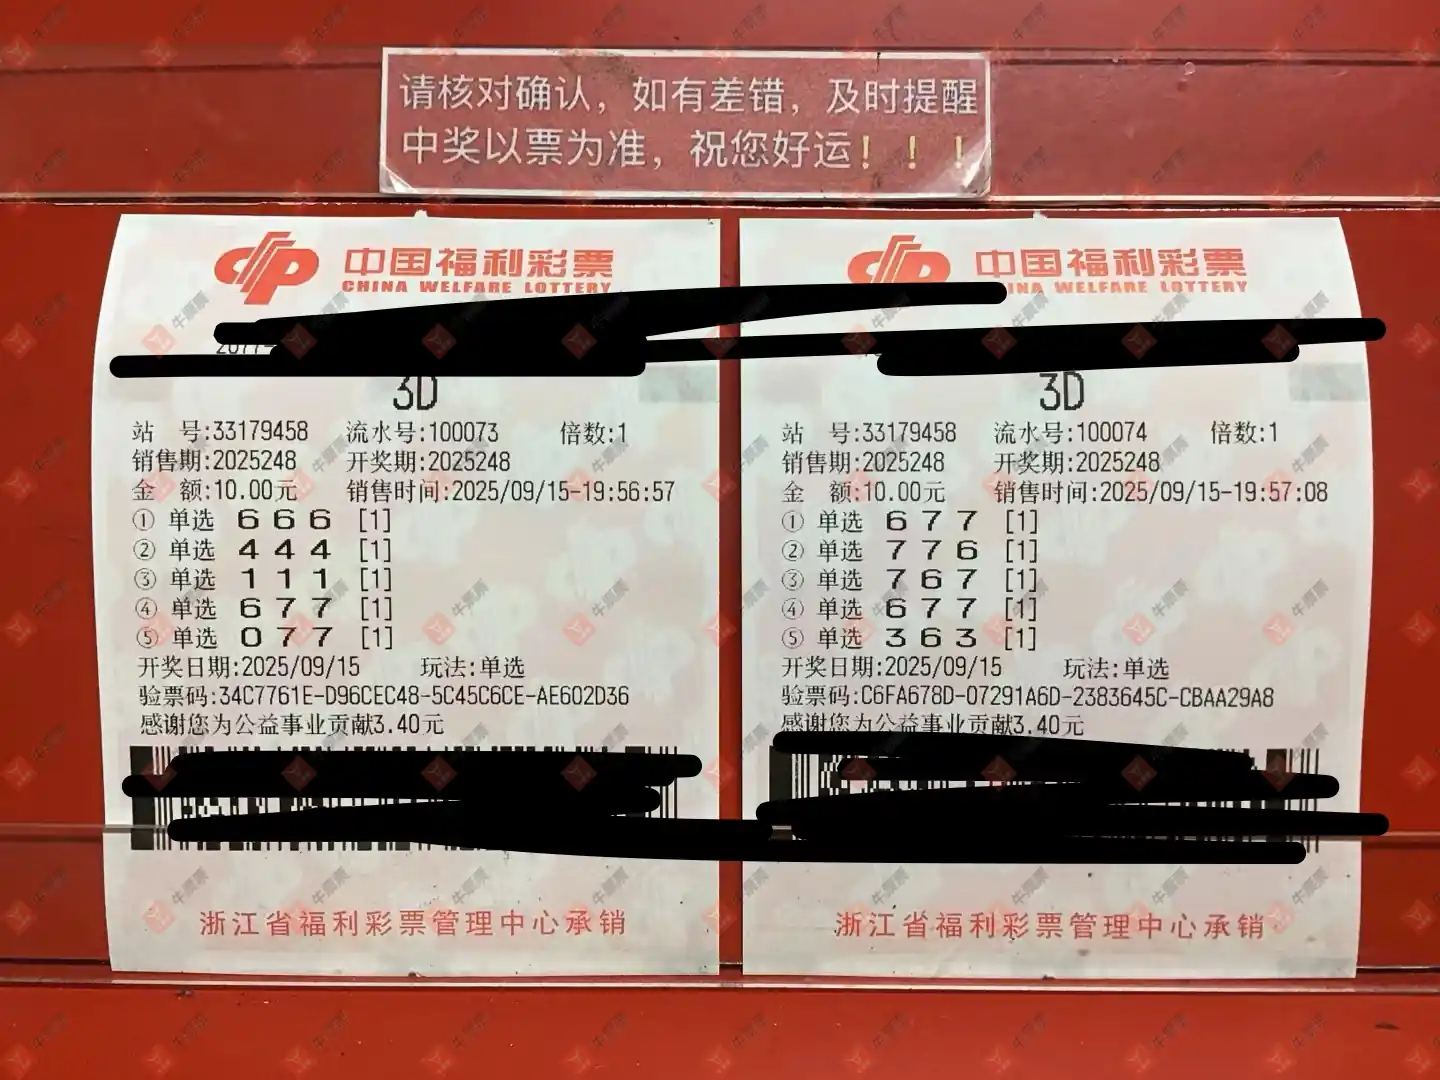 请核对确认，如有差错，及时提醒
中奖以票为准，祝您好运！！！
中国福利彩票
CHINA WELFARE LOTTERY
3D
站 号:33179458 流水号:100073 倍数:1
销售期:2025248 开奖期:2025248
金 额:10.00元 销售时间:2025/09/15-19:56:57
① 单选 6 6 6 [1]
② 单选 4 4 4 [1]
③ 单选 1 1 1 [1]
④ 单选 6 7 7 [1]
⑤ 单选 0 7 7 [1]
开奖日期:2025/09/15 玩法:单选
验票码:34C7761E-D96CEC48-5C45C6CE-AE602D36
感谢您为公益事业贡献3.40元
浙江省福利彩票管理中心承销
中国福利彩票
INA WELFARE LOTTERY
3D
站 号:33179458 流水号:100074 倍数:1
销售期:2025248 开奖期:2025248
金 额:10.00元 销售时间:2025/09/15-19:57:08
① 单选 6 7 7 [1]
② 单选 7 7 6 [1]
③ 单选 7 6 7 [1]
④ 单选 6 7 7 [1]
⑤ 单选 3 6 3 [1]
开奖日期:2025/09/15 玩法:单选
验票码:C6FA678D-07291A6D-2383645C-CBAA29A8
感谢您为公益事业贡献3.40元
浙江省福利彩票管理中心承销